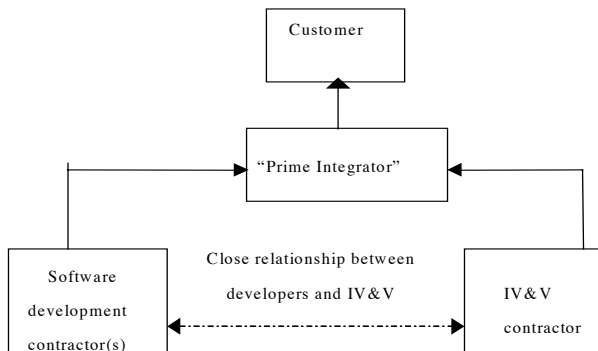 Customer
“Prime Integrator”
Close relationship between
developers and IV&V
Software
development
contractor(s)
IV&V
contractor